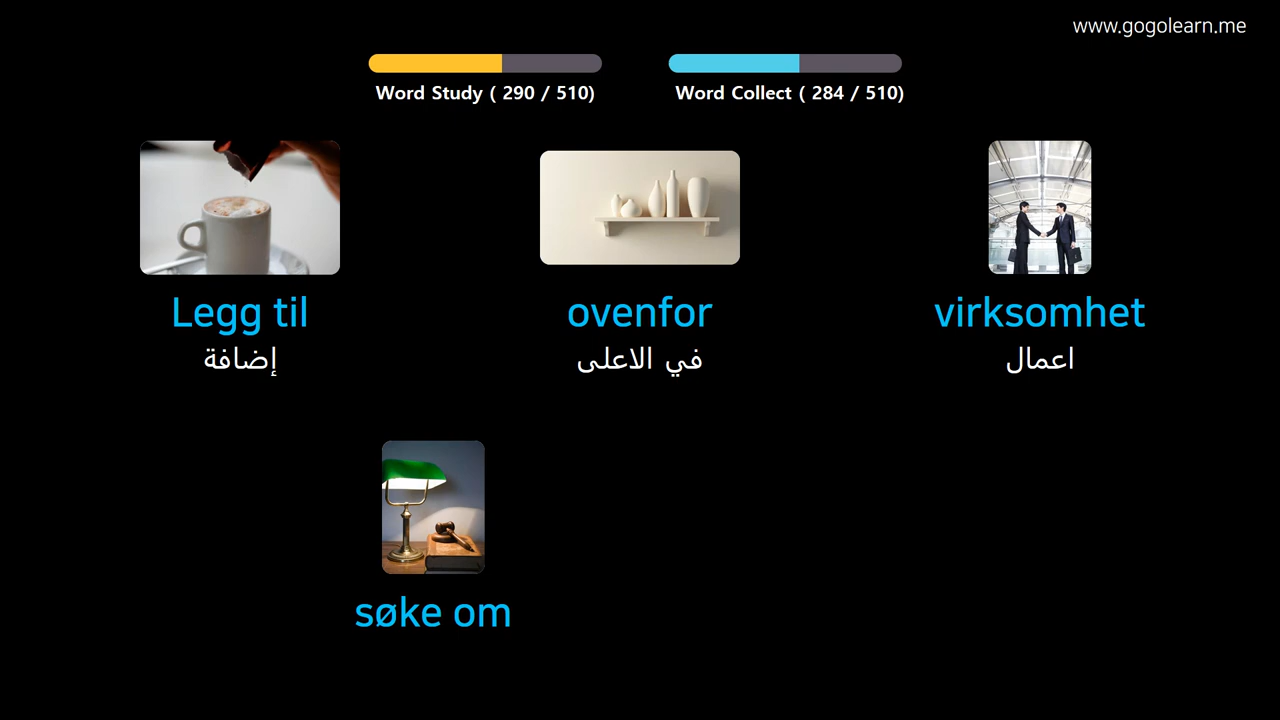 www.gogolearn.me
Word Study ( 290 / 510)
Word Collect ( 284 / 510)
Legg til
إضافة
ovenfor
في الاعلى
virksomhet
اعمال
søke om